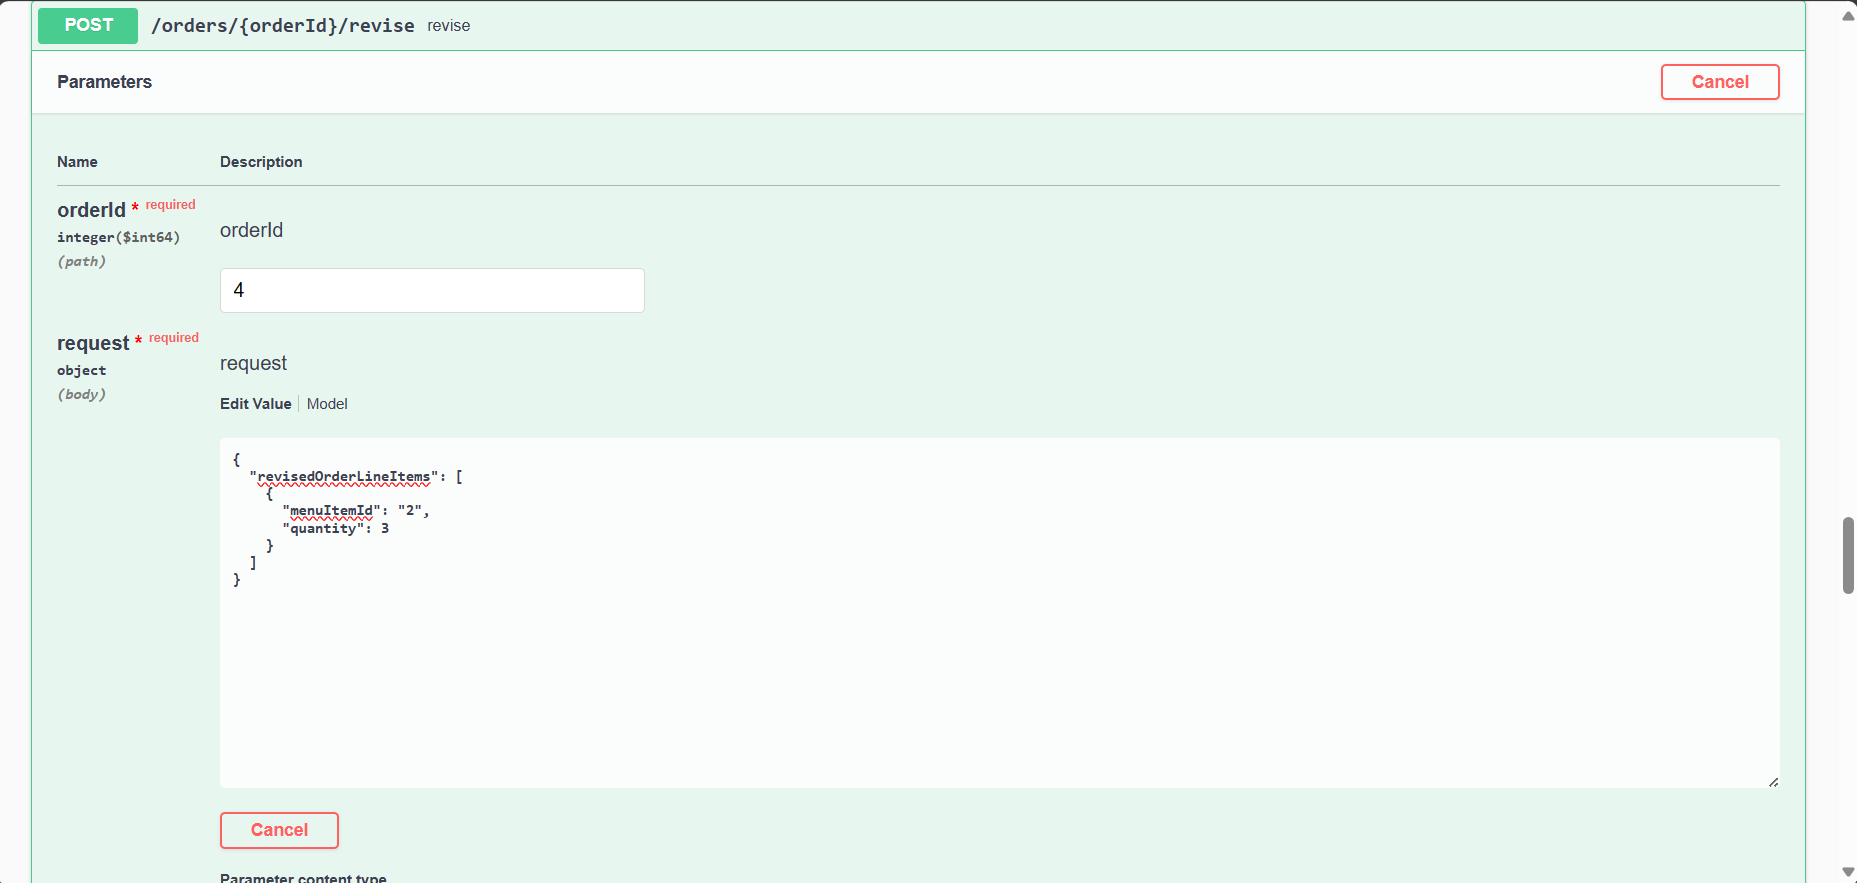 POST /orders/{orderId}/revise revise
Parameters Cancel
Name Description
orderId * required
integer($int64)
(path)
orderId
4
request * required
object
(body)
request
Edit Value Model
{
  "revisedOrderLineItems": [
    {
      "menuItemId": "2",
      "quantity": 3
    }
  ]
}
Cancel
Parameter content type